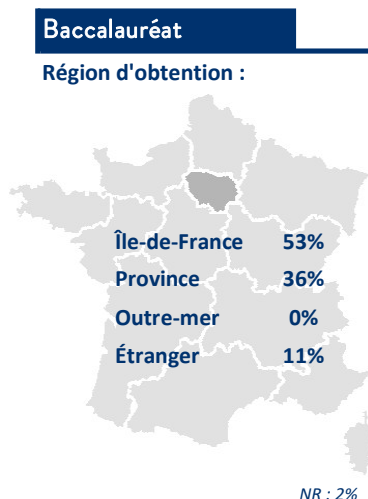 Baccalauréat
Région d'obtention :
Île-de-France 53%
Province 36%
Outre-mer 0%
Étranger 11%
NR : 2%